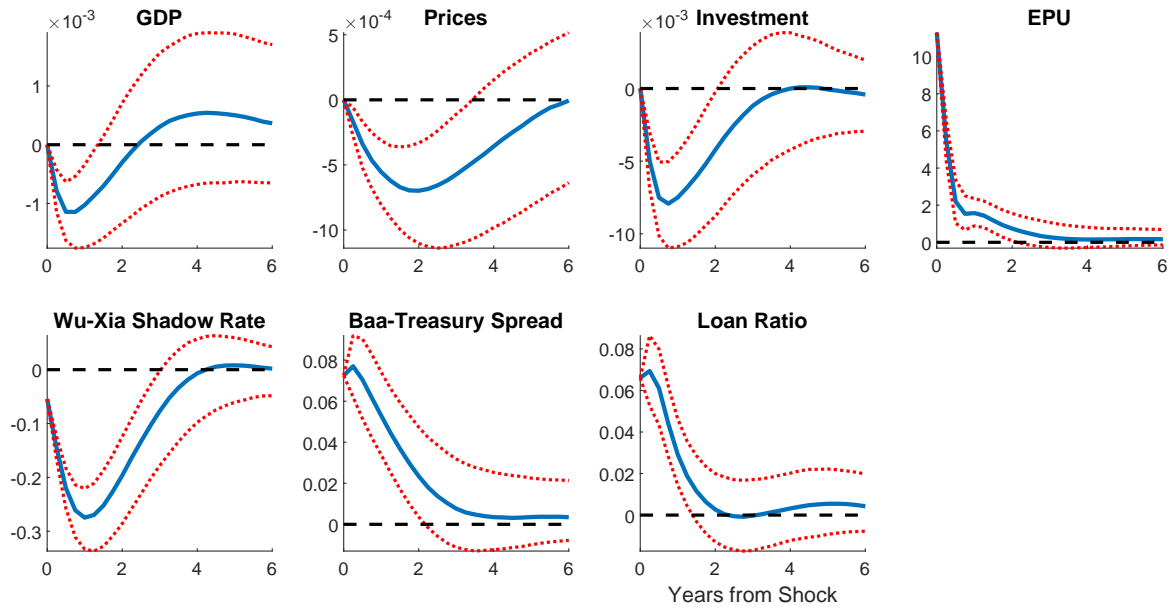 GDP
×10-3
1
0
-1
0 2 4 6
Prices
×10-4
5
0
-5
-10
0 2 4 6
Investment
×10-3
0
-5
-10
0 2 4 6
EPU
10
8
6
4
2
0
0 2 4 6
Wu-Xia Shadow Rate
0
-0.1
-0.2
-0.3
0 2 4 6
Baa-Treasury Spread
0.08
0.06
0.04
0.02
0
0 2 4 6
Loan Ratio
0.08
0.06
0.04
0.02
0
0 2 4 6
Years from Shock